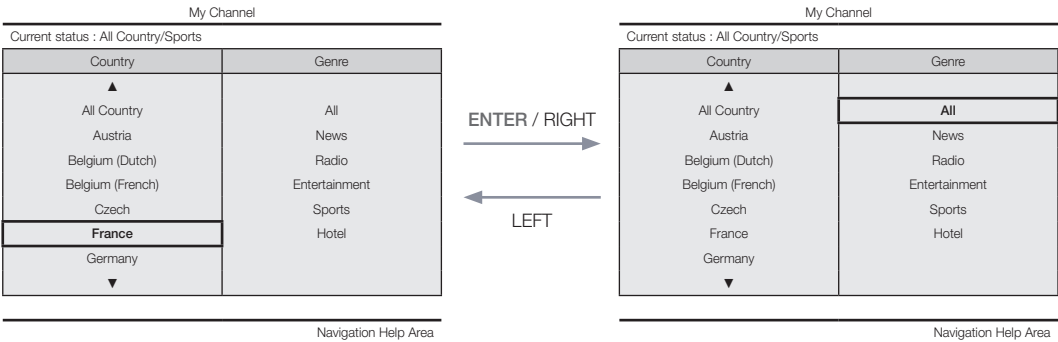 My Channel
Current status : All Country/Sports
Country Genre
▲
All Country All
Austria News
Belgium (Dutch) Radio
Belgium (French) Entertainment
Czech Sports
France Hotel
Germany
▼
Navigation Help Area
ENTER / RIGHT
LEFT
My Channel
Current status : All Country/Sports
Country Genre
▲
All Country All
Austria News
Belgium (Dutch) Radio
Belgium (French) Entertainment
Czech Sports
France Hotel
Germany
▼
Navigation Help Area